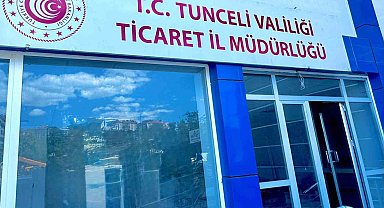 T.C. TUNCELİ VALİLİĞİ
TİCARET İL MÜDÜRLÜĞÜ